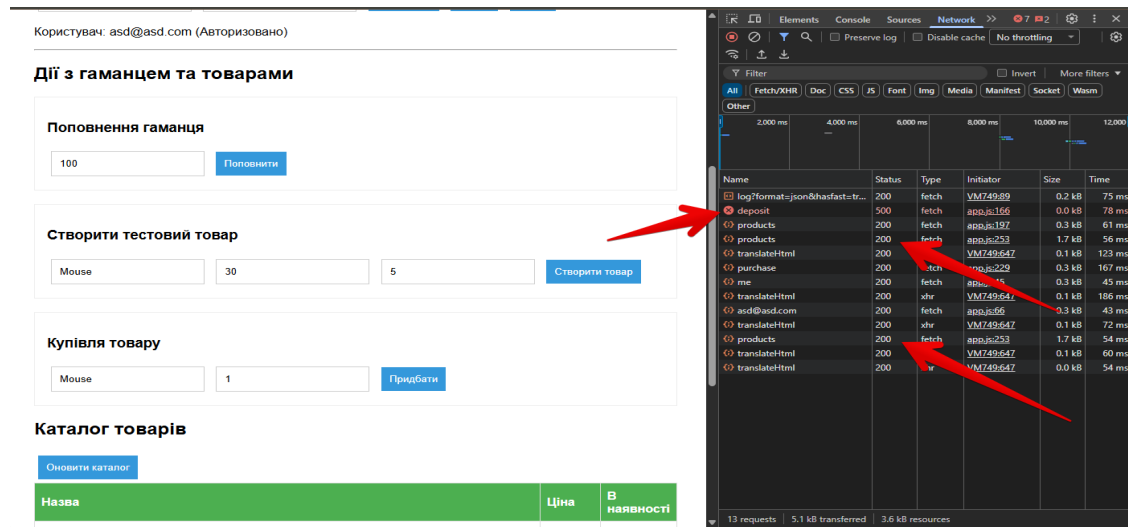 Користувач: asd@asd.com (Авторизовано)
Дії з гаманцем та товарами
Поповнення гаманця
100 Поповнити
Створити тестовий товар
Mouse 30 5 Створити товар
Купівля товару
Mouse 1 Придбати
Каталог товарів
Оновити каталог
Назва Ціна В наявності
Elements Console Sources Network 7 2
Preserve log Disable cache No throttling
Filter Invert More filters
All Fetch/XHR Doc CSS JS Font Img Media Manifest Socket Wasm
Other
2,000 ms 4,000 ms 6,000 ms 8,000 ms 10,000 ms 12,000
Name Status Type Initiator Size Time
log?format=json&hasfast=tr... 200 fetch VM749:89 0.2 kB 75 ms
deposit 500 fetch app.js:166 0.0 kB 78 ms
products 200 fetch app.js:197 0.3 kB 61 ms
products 200 fetch app.js:253 1.7 kB 56 ms
translateHtml 200 VM749:647 0.1 kB 123 ms
purchase 200 fetch app.js:229 0.3 kB 167 ms
me 200 fetch 0.3 kB 45 ms
translateHtml 200 xhr VM749:647 0.1 kB 186 ms
asd@asd.com 200 fetch app.js:66 0.3 kB 43 ms
translateHtml 200 xhr VM749:647 0.1 kB 72 ms
products 200 fetch app.js:253 1.7 kB 54 ms
translateHtml 200 VM749:647 0.1 kB 60 ms
translateHtml 200 xhr VM749:647 0.0 kB 54 ms
13 requests 5.1 kB transferred 3.6 kB resources